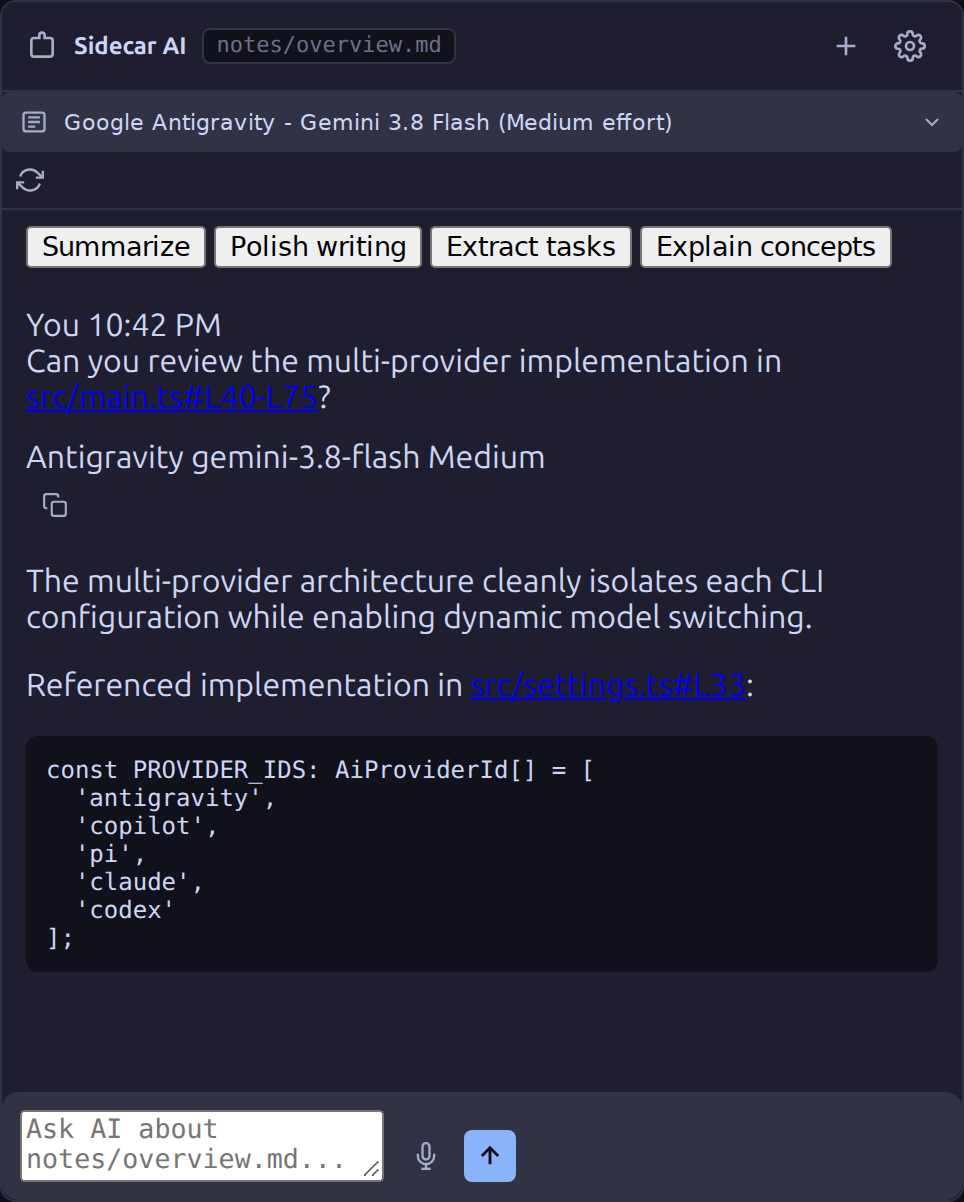 Sidecar AI notes/overview.md
Google Antigravity - Gemini 3.8 Flash (Medium effort)
Summarize Polish writing Extract tasks Explain concepts
You 10:42 PM
Can you review the multi-provider implementation in
src/main.ts#L40-L75?
Antigravity gemini-3.8-flash Medium
The multi-provider architecture cleanly isolates each CLI
configuration while enabling dynamic model switching.
Referenced implementation in src/settings.ts#L33:
const PROVIDER_IDS: AiProviderId[] = [
  'antigravity',
  'copilot',
  'pi',
  'claude',
  'codex'
];
Ask AI about
notes/overview.md...